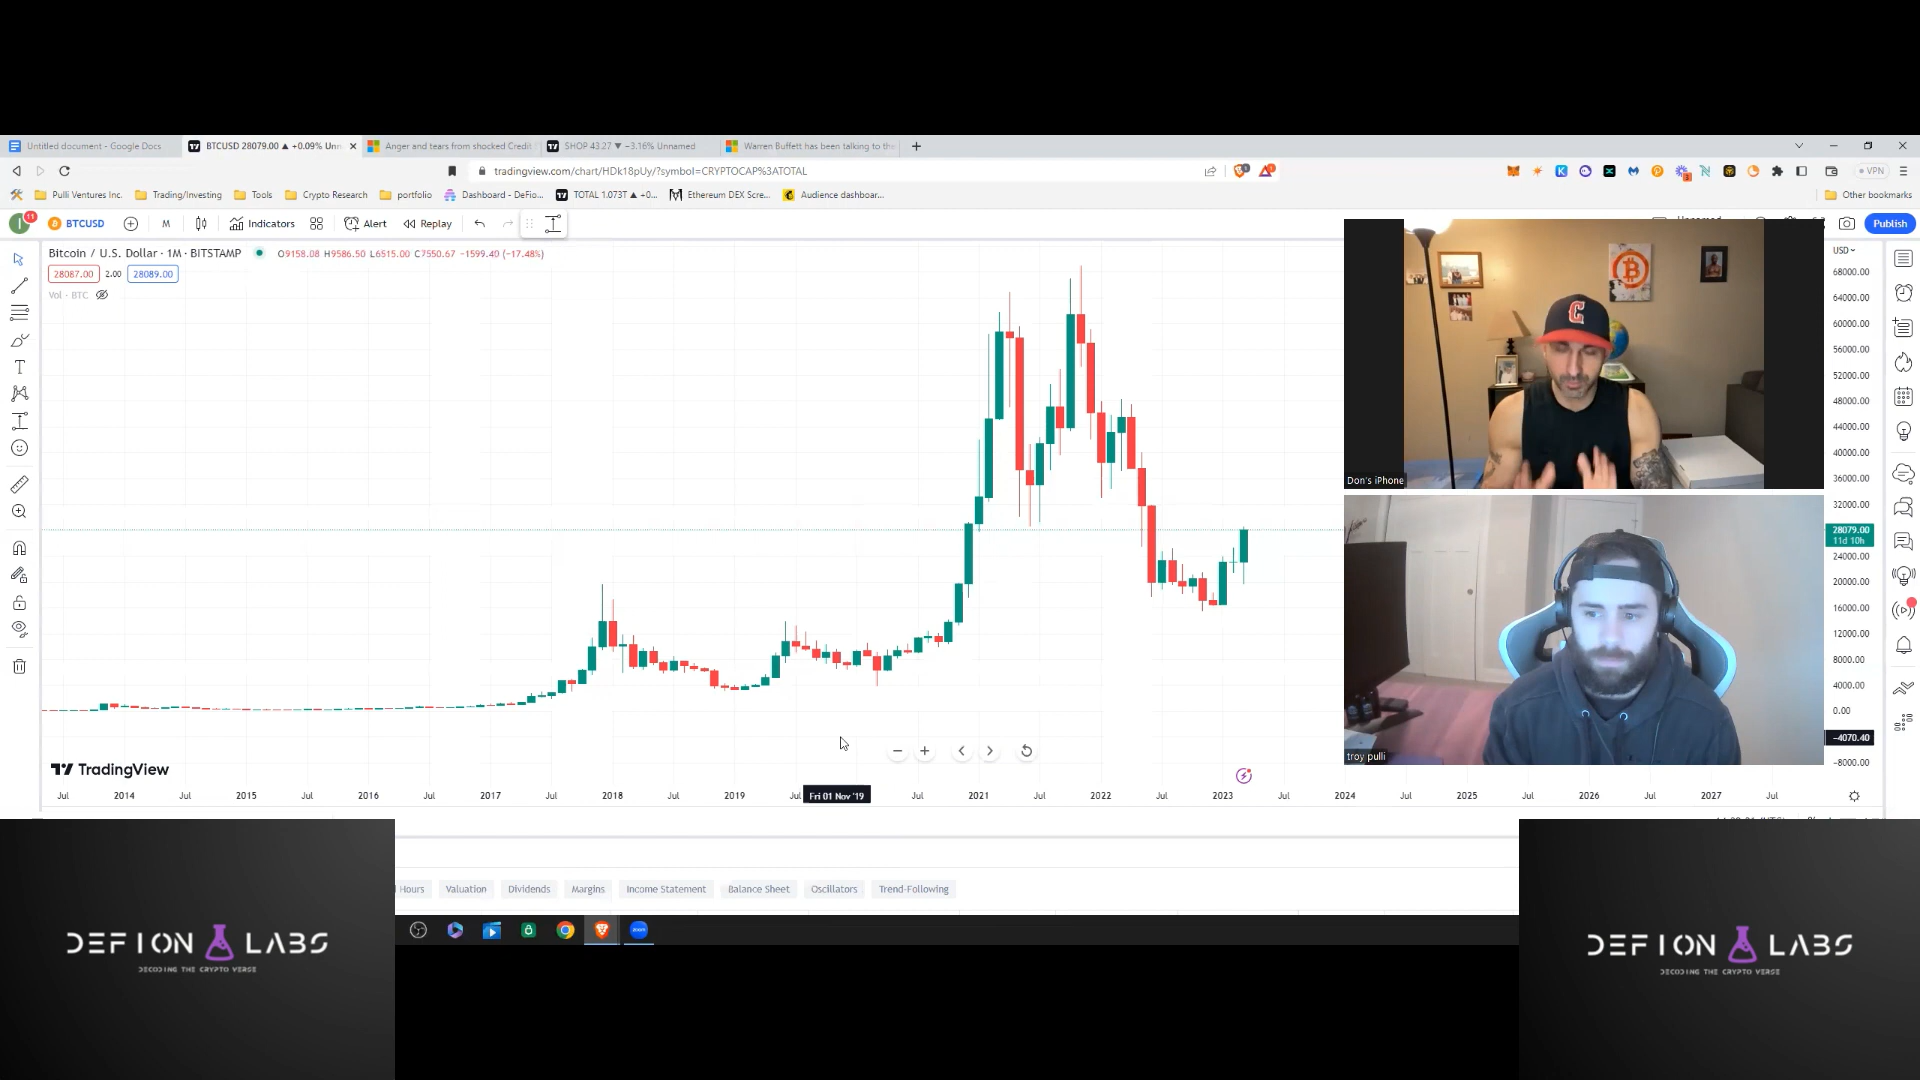 Untitled document - Google Docs
BTCUSD 28079.00 ▲ +0.09% Unn
Anger and tears from shocked Credit
SHOP 43.27 ▼ −3.16% Unnamed
Warren Buffett has been talking to the
tradingview.com/chart/HDk18pUy/?symbol=CRYPTOCAP%3ATOTAL
VPN
Pulli Ventures Inc.
Trading/Investing
Tools
Crypto Research
portfolio
Dashboard - DeFio...
TOTAL 1.073T ▲ +0...
Ethereum DEX Scre...
Audience dashboar...
Other bookmarks
11
BTCUSD
M
Indicators
Alert
Replay
Publish
Bitcoin / U.S. Dollar · 1M · BITSTAMP
O9158.08 H9586.50 L6515.00 C7550.67 −1599.40 (−17.48%)
28087.00 2.00 28089.00
Vol · BTC
USD
68000.00
64000.00
60000.00
56000.00
52000.00
48000.00
44000.00
40000.00
36000.00
32000.00
28079.00
11d 10h
24000.00
20000.00
16000.00
12000.00
8000.00
4000.00
0.00
−4070.40
−8000.00
C
Don's iPhone
troy pulli
TradingView
Jul 2014 Jul 2015 Jul 2016 Jul 2017 Jul 2018 Jul 2019 Jul Fri 01 Nov '19 Jul 2021 Jul 2022 Jul 2023 Jul 2024 Jul 2025 Jul 2026 Jul 2027 Jul
Hours
Valuation
Dividends
Margins
Income Statement
Balance Sheet
Oscillators
Trend-Following
zoom
DEFION LABS
DECODING THE CRYPTO VERSE
DEFION LABS
DECODING THE CRYPTO VERSE